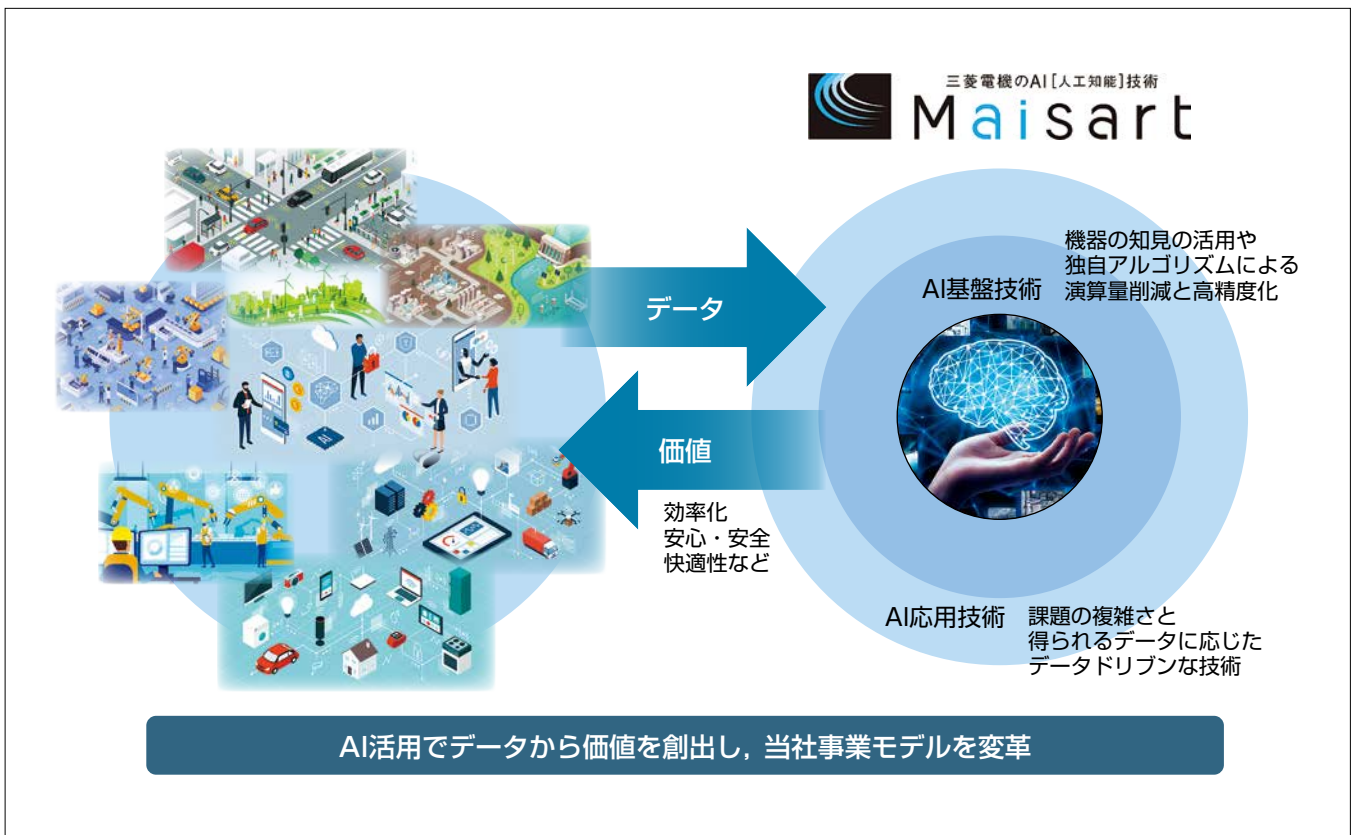 三菱電機のAI[人工知能]技術
Maisart
機器の知見の活用や
独自アルゴリズムによる
演算量削減と高精度化
AI基盤技術
データ
価値
効率化
安心・安全
快適性など
AI
AI応用技術
課題の複雑さと
得られるデータに応じた
データドリブンな技術
AI活用でデータから価値を創出し, 当社事業モデルを変革